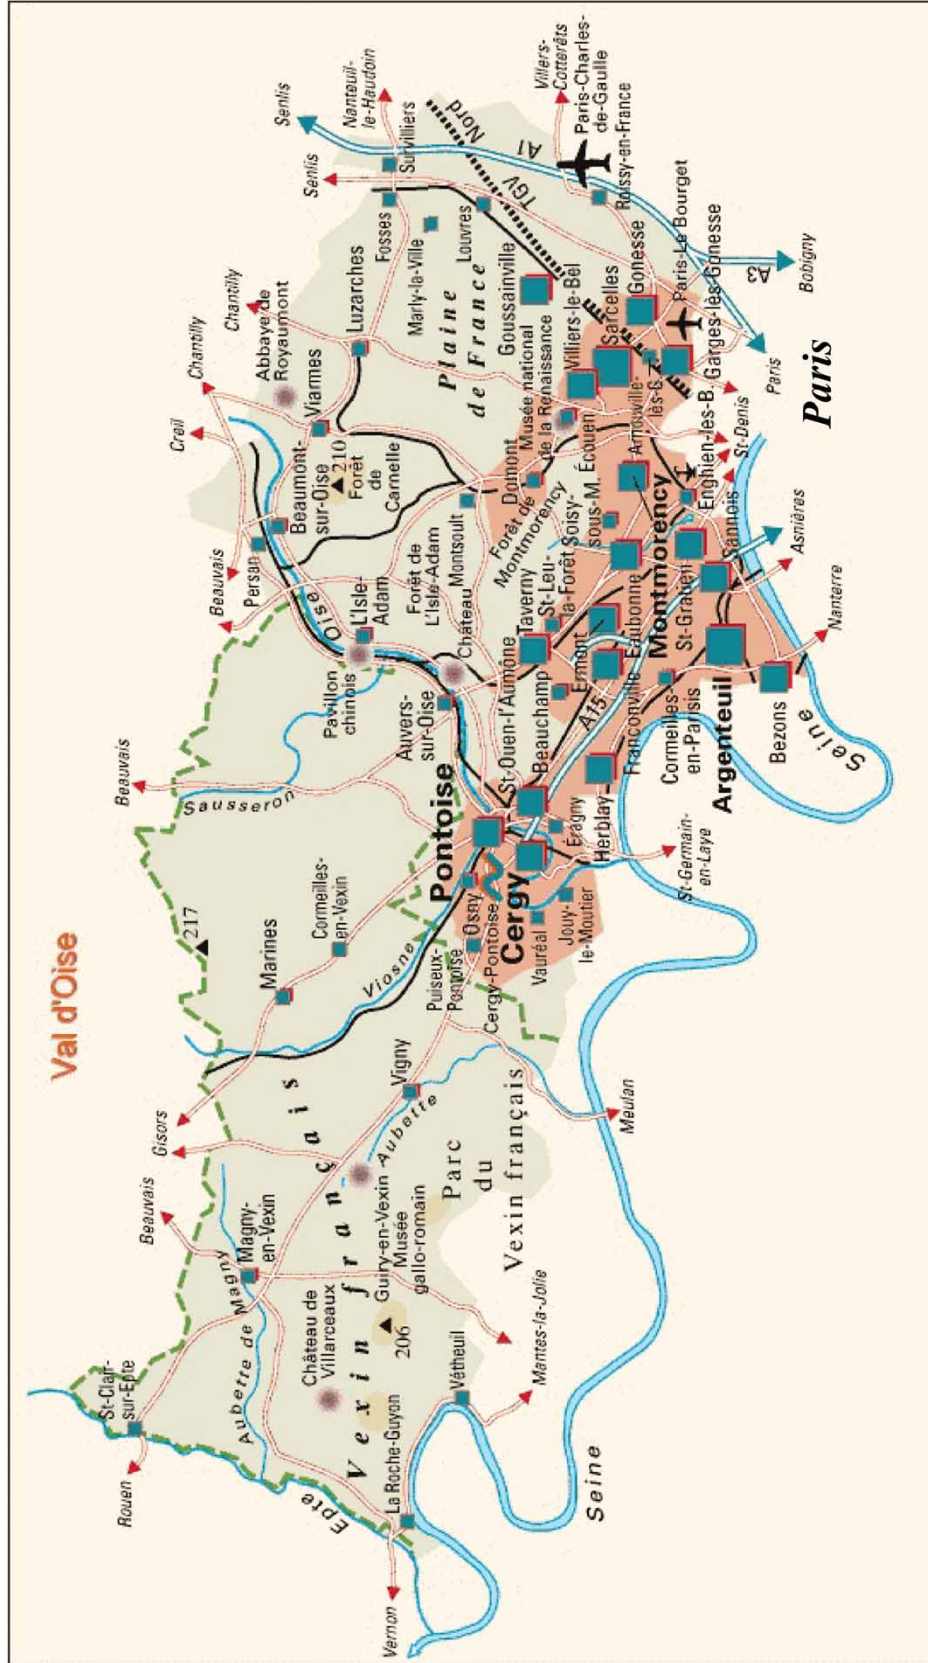 Val d'Oise
St-Clair-
sur-Epte
Rouen
Beauvais
Gisors
Magny-
en-Vexin
Aubette de Magny
Château de
Villarceaux
Vexin français
Guiry-en-Vexin
Musée
gallo-romain
206
Epte
La Roche-Guyon
Vernon
Vétheuil
Mantes-la-Jolie
Seine
Parc
du
Vexin français
Aubette
Vigny
Meulan
217
Marines
Cormeilles-
en-Vexin
Viosne
Puiseux-
Pontoise
Osny
Cergy-Pontoise
Cergy
Pontoise
Vauréal
Jouy-
le-Moutier
Éragny
Herblay
St-Germain-
en-Laye
Beauvais
Sausseron
Auvers-
sur-Oise
Pavillon
chinois
L'Isle-
Adam
Château
St-Ouen-l'Aumône
Beauchamp
Ermont
A15
Franconville
Eaubonne
Cormeilles-
en-Parisis
Argenteuil
Bezons
Seine
Nanterre
Asnières
Sannois
St-Gratien
Montmorency
Taverny
St-Leu-
la-Forêt
Soisy-
sous-M.
Forêt de
Montmorency
Domont
Montsoult
Forêt de
L'Isle-Adam
Oise
Beauvais
Persan
Beaumont-
sur-Oise
210
Forêt
de
Carnelle
Creil
Chantilly
Viarmes
Abbaye de
Royaumont
Chantilly
Luzarches
Senlis
Senlis
Fosses
Survilliers
Nanteuil-
le-Haudoin
Marly-la-Ville
Louvres
Plaine
de France
Goussainville
TGV Nord
A1
Villers-
Cotterêts
Paris-Charles-
de-Gaulle
Roissy-en-France
Musée national
de la Renaissance
Écouen
Villiers-le-Bel
Sarcelles
Gonesse
Arnouville-
lès-G.
Paris-Le Bourget
Garges-lès-Gonesse
Enghien-les-B.
St-Denis
A3
Bobigny
Paris
Paris